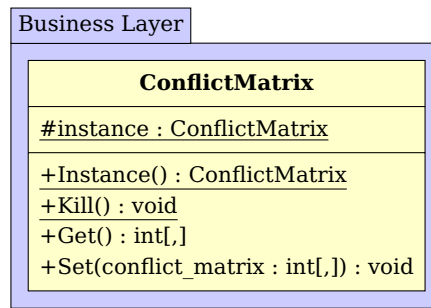 Business Layer
ConflictMatrix
#instance : ConflictMatrix
+Instance() : ConflictMatrix
+Kill() : void
+Get() : int[,]
+Set(conflict_matrix : int[,]) : void